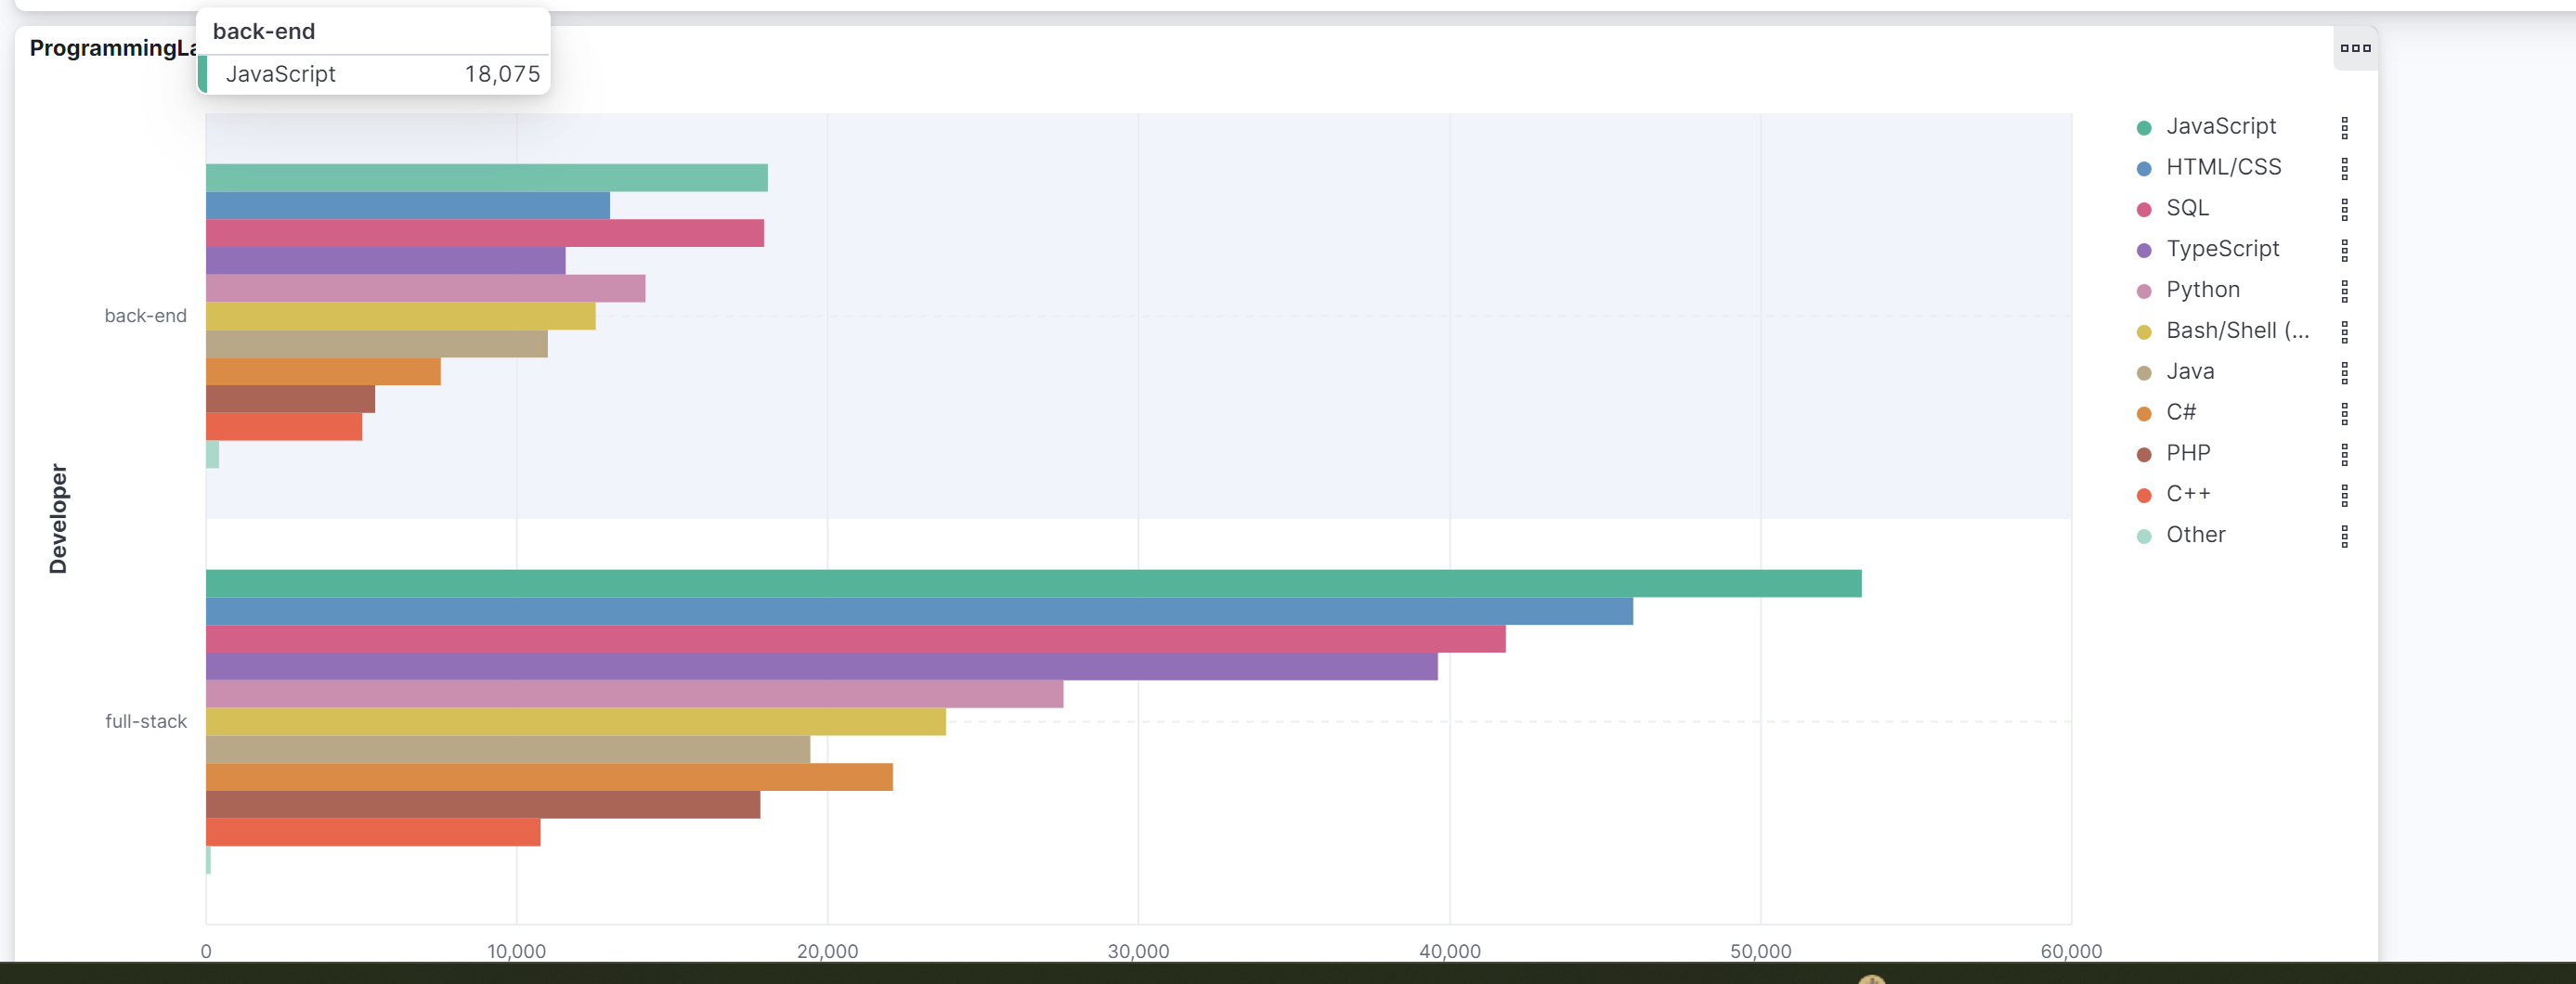 back-end
JavaScript 18,075
ProgrammingLa
JavaScript
HTML/CSS
SQL
TypeScript
Python
Bash/Shell (...
Java
C#
PHP
C++
Other
Developer
back-end
full-stack
0 10,000 20,000 30,000 40,000 50,000 60,000